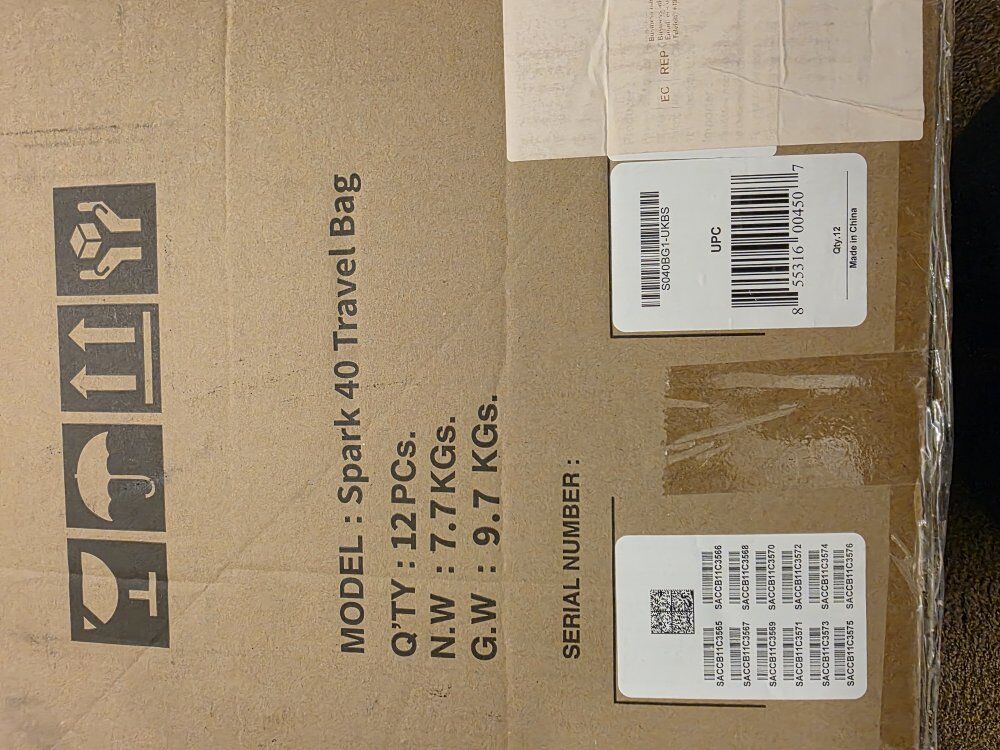 MODEL : Spark 40 Travel Bag
Q'TY : 12 PCs.
N.W : 7.7 KGs.
G.W : 9.7 KGs.
SERIAL NUMBER :
SACCB11C3565 SACCB11C3566
SACCB11C3567 SACCB11C3568
SACCB11C3569 SACCB11C3570
SACCB11C3571 SACCB11C3572
SACCB11C3573 SACCB11C3574
SACCB11C3575 SACCB11C3576
S040BG1-UKBS
UPC
8 55316 00450 7
Qty.12
Made in China
EC REP